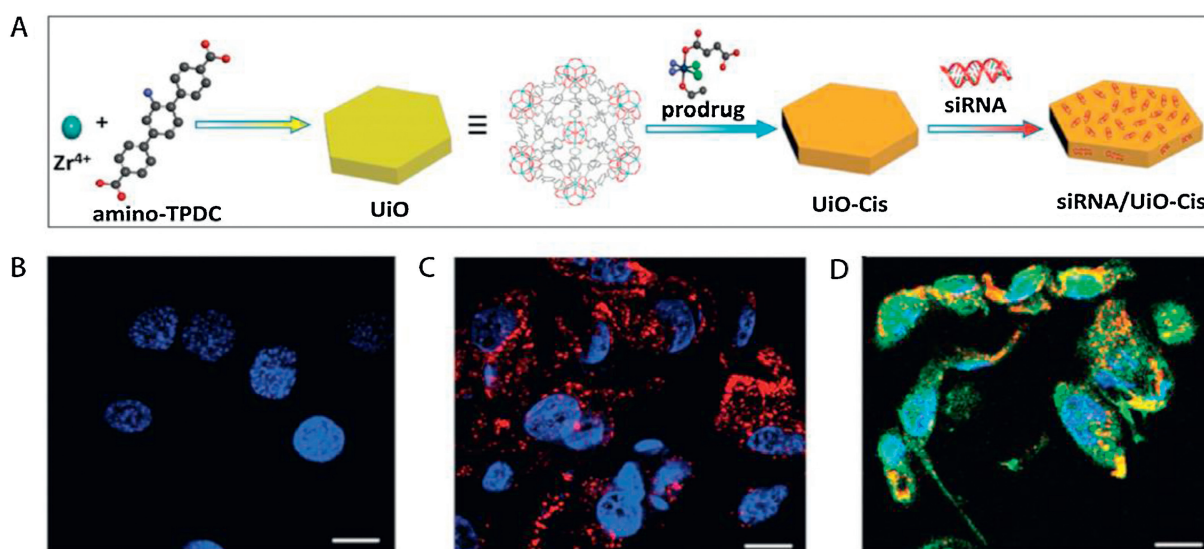 A
prodrug
siRNA
Zr⁴⁺
+
amino-TPDC
UiO
≡
UiO-Cis
siRNA/UiO-Cis
B
C
D